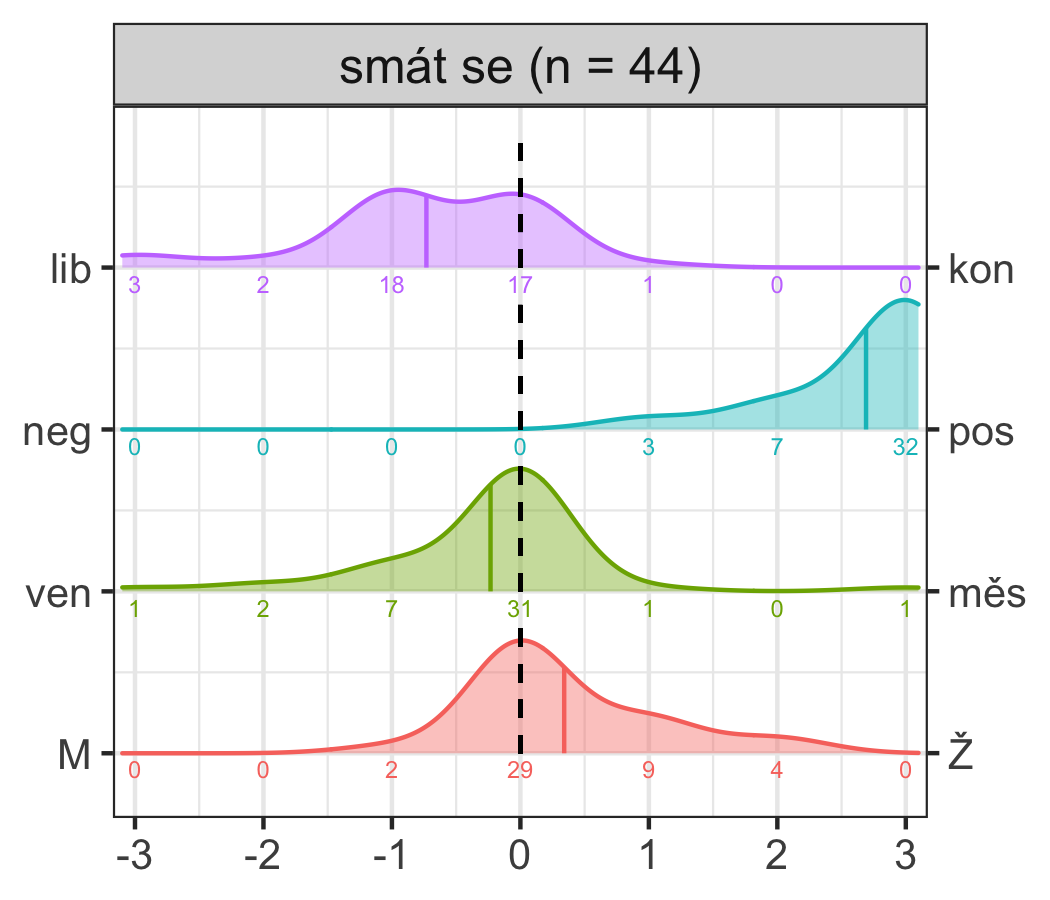 smát se (n = 44)
lib kon
3 2 18 17 1 0 0
neg pos
0 0 0 0 3 7 32
ven měs
1 2 7 31 1 0 1
M Ž
0 0 2 29 9 4 0
-3 -2 -1 0 1 2 3